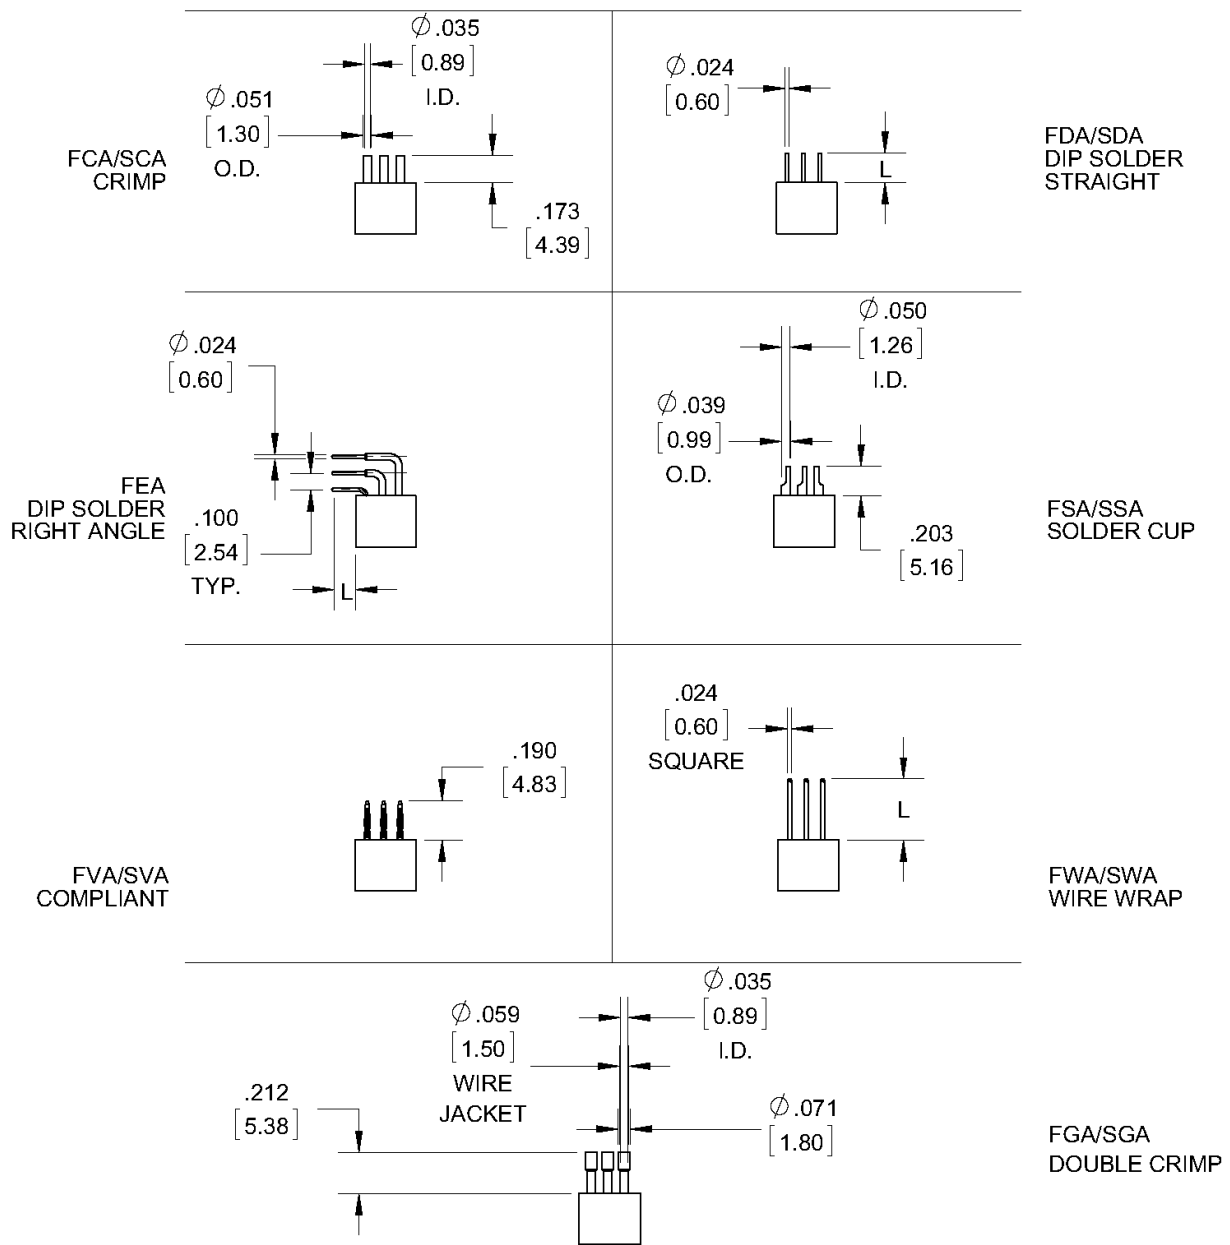 FCA/SCA
CRIMP
Ø .051
[1.30]
O.D.
Ø .035
[0.89]
I.D.
.173
[4.39]
Ø .024
[0.60]
L
FDA/SDA
DIP SOLDER
STRAIGHT
Ø .024
[0.60]
FEA
DIP SOLDER
RIGHT ANGLE
.100
[2.54]
TYP.
L
Ø .050
[1.26]
I.D.
Ø .039
[0.99]
O.D.
.203
[5.16]
FSA/SSA
SOLDER CUP
.190
[4.83]
FVA/SVA
COMPLIANT
.024
[0.60]
SQUARE
L
FWA/SWA
WIRE WRAP
Ø .035
[0.89]
I.D.
Ø .059
[1.50]
WIRE
JACKET
.212
[5.38]
Ø .071
[1.80]
FGA/SGA
DOUBLE CRIMP